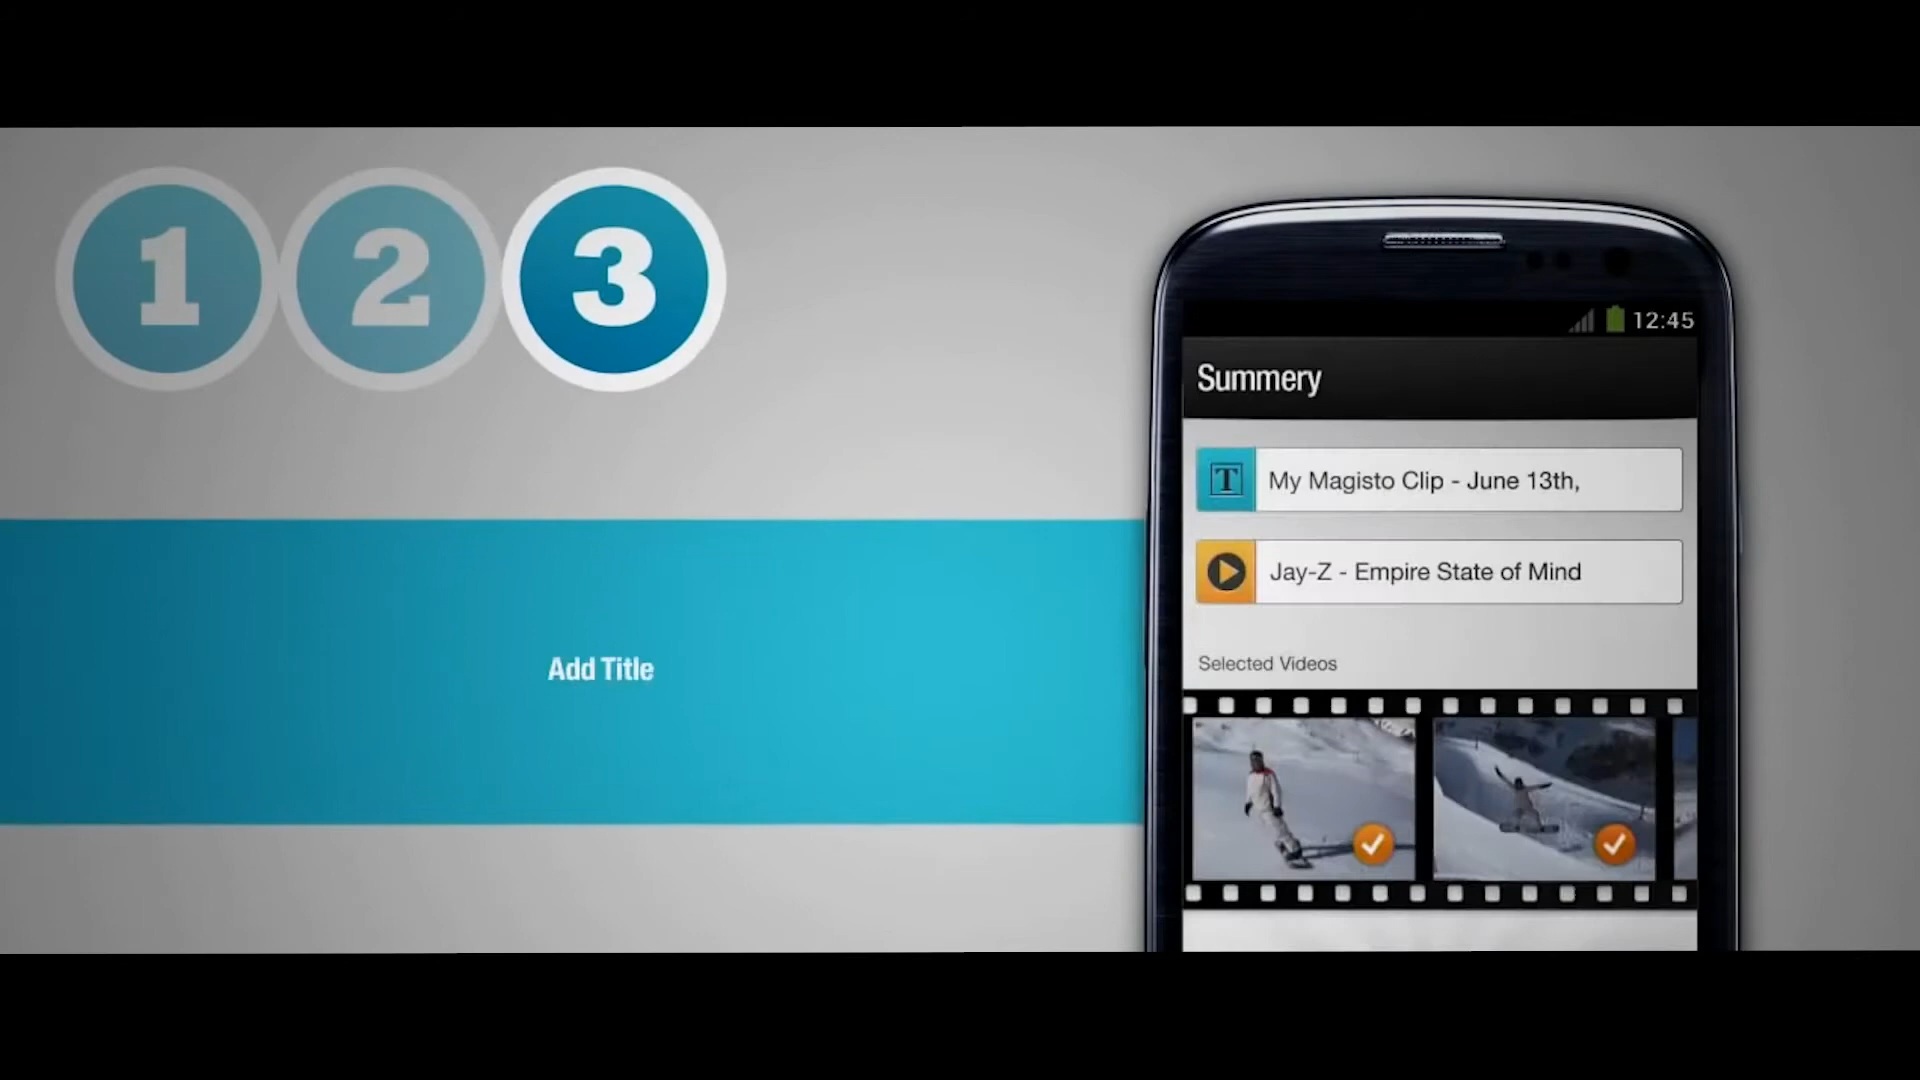 1 2 3
Add Title
12:45
Summery
T My Magisto Clip - June 13th,
Jay-Z - Empire State of Mind
Selected Videos